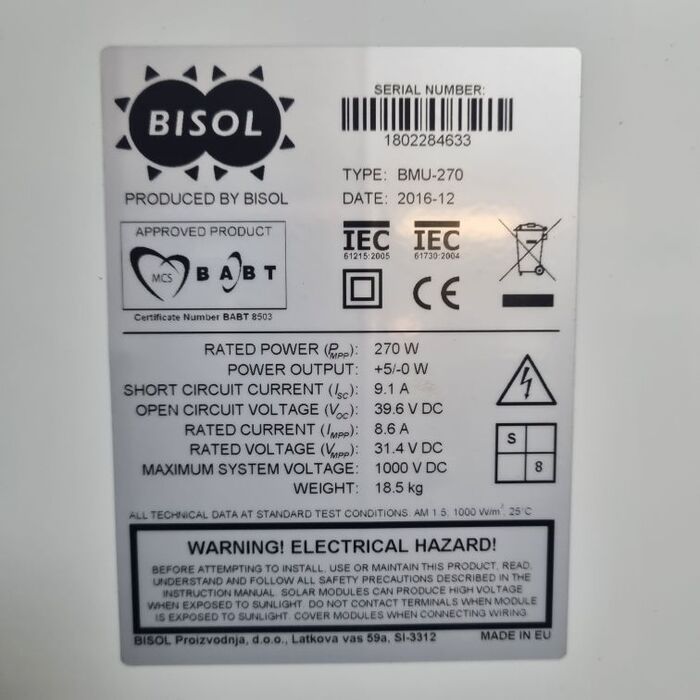 BISOL
PRODUCED BY BISOL
SERIAL NUMBER:
1802284633
TYPE: BMU-270
DATE: 2016-12
APPROVED PRODUCT
MCS BABT
Certificate Number BABT 8503
IEC
61215:2005
IEC
61730:2004
CE
RATED POWER (PMPP): 270 W
POWER OUTPUT: +5/-0 W
SHORT CIRCUIT CURRENT (ISC): 9.1 A
OPEN CIRCUIT VOLTAGE (VOC): 39.6 V DC
RATED CURRENT (IMPP): 8.6 A
RATED VOLTAGE (VMPP): 31.4 V DC
MAXIMUM SYSTEM VOLTAGE: 1000 V DC
WEIGHT: 18.5 kg
S
8
ALL TECHNICAL DATA AT STANDARD TEST CONDITIONS: AM 1.5, 1000 W/m², 25°C
WARNING! ELECTRICAL HAZARD!
BEFORE ATTEMPTING TO INSTALL, USE OR MAINTAIN THIS PRODUCT, READ,
UNDERSTAND AND FOLLOW ALL SAFETY PRECAUTIONS DESCRIBED IN THE
INSTRUCTION MANUAL. SOLAR MODULES CAN PRODUCE HIGH VOLTAGE
WHEN EXPOSED TO SUNLIGHT. DO NOT CONTACT TERMINALS WHEN MODULE
IS EXPOSED TO SUNLIGHT. COVER MODULES WHEN CONNECTING WIRING.
BISOL Proizvodnja, d.o.o., Latkova vas 59a, SI-3312 MADE IN EU